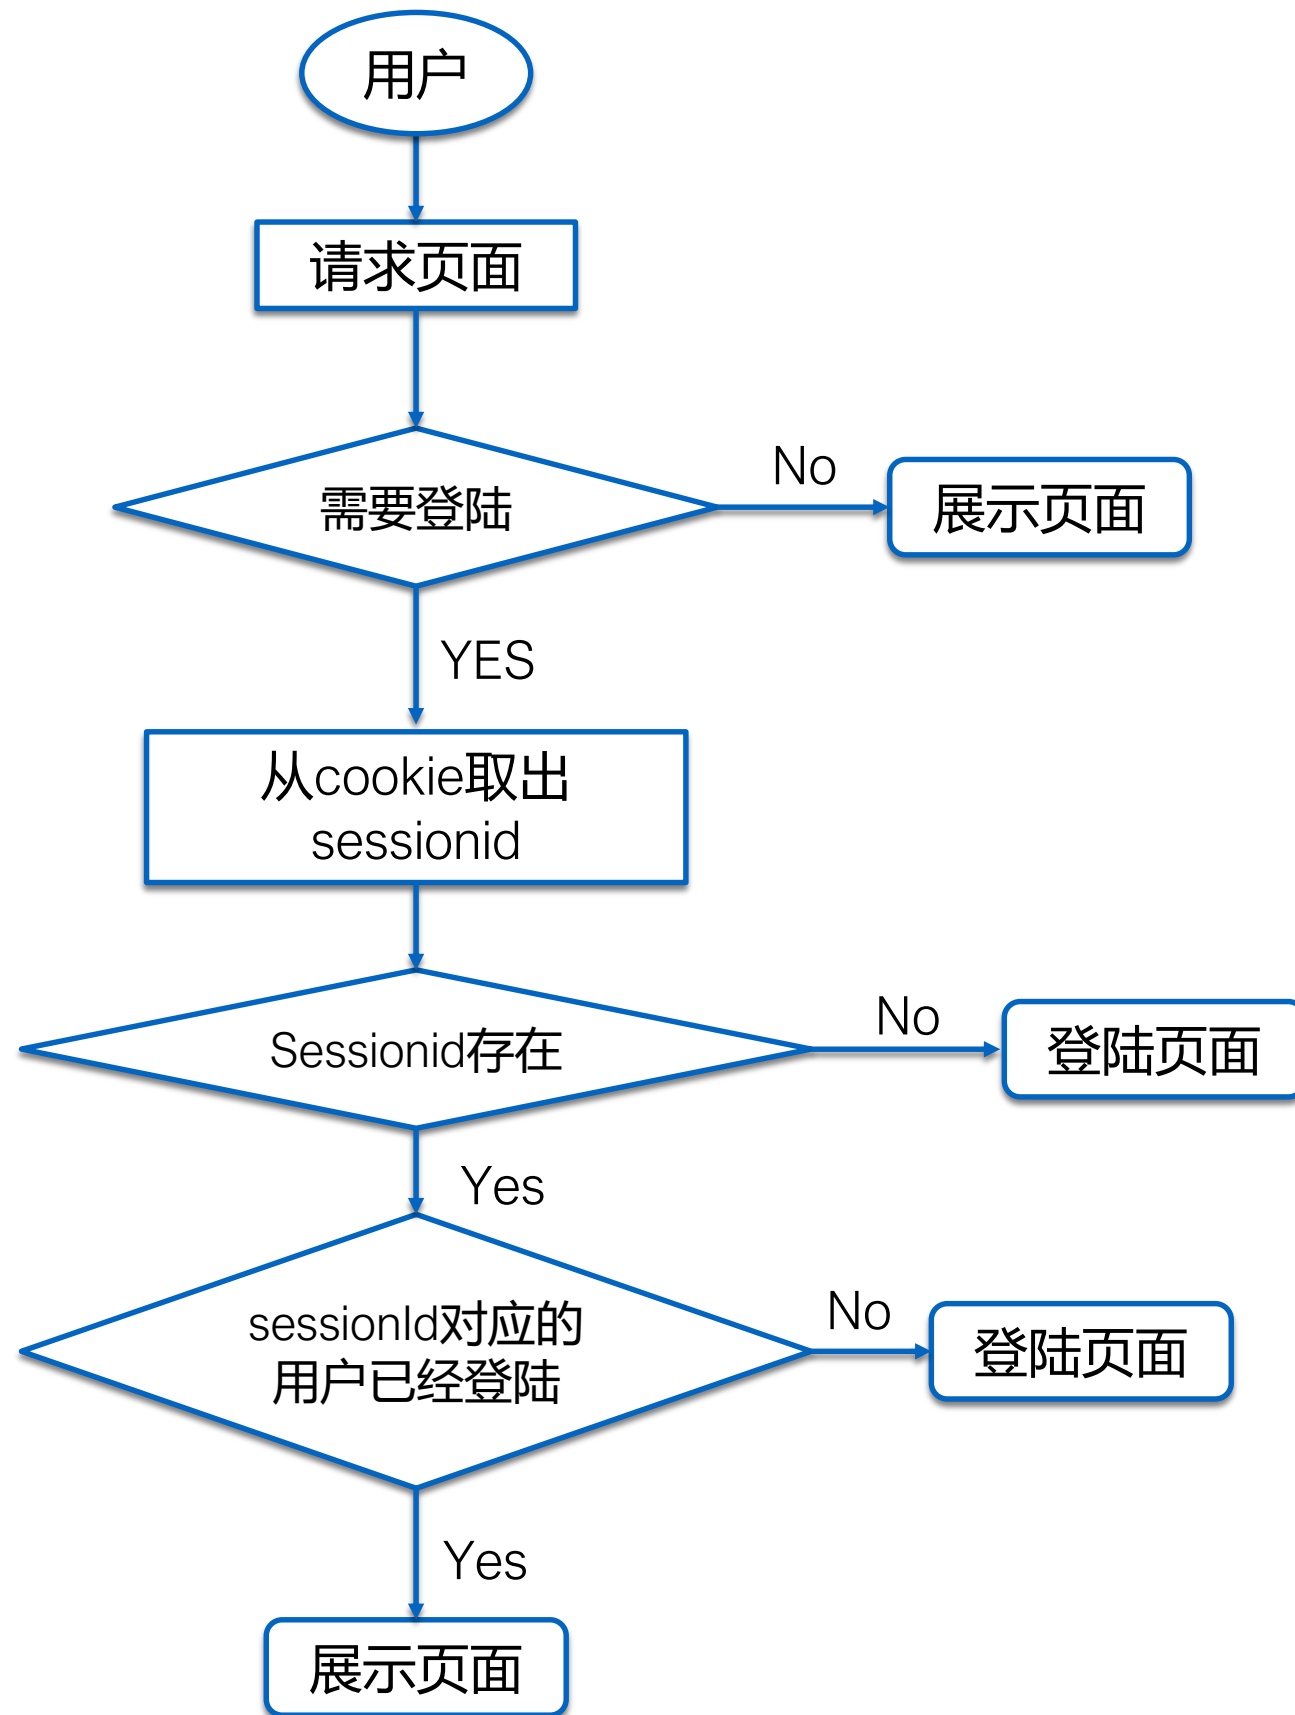 用户
请求页面
需要登陆
No
展示页面
YES
从cookie取出
sessionid
Sessionid存在
No
登陆页面
Yes
sessionId对应的
用户已经登陆
No
登陆页面
Yes
展示页面